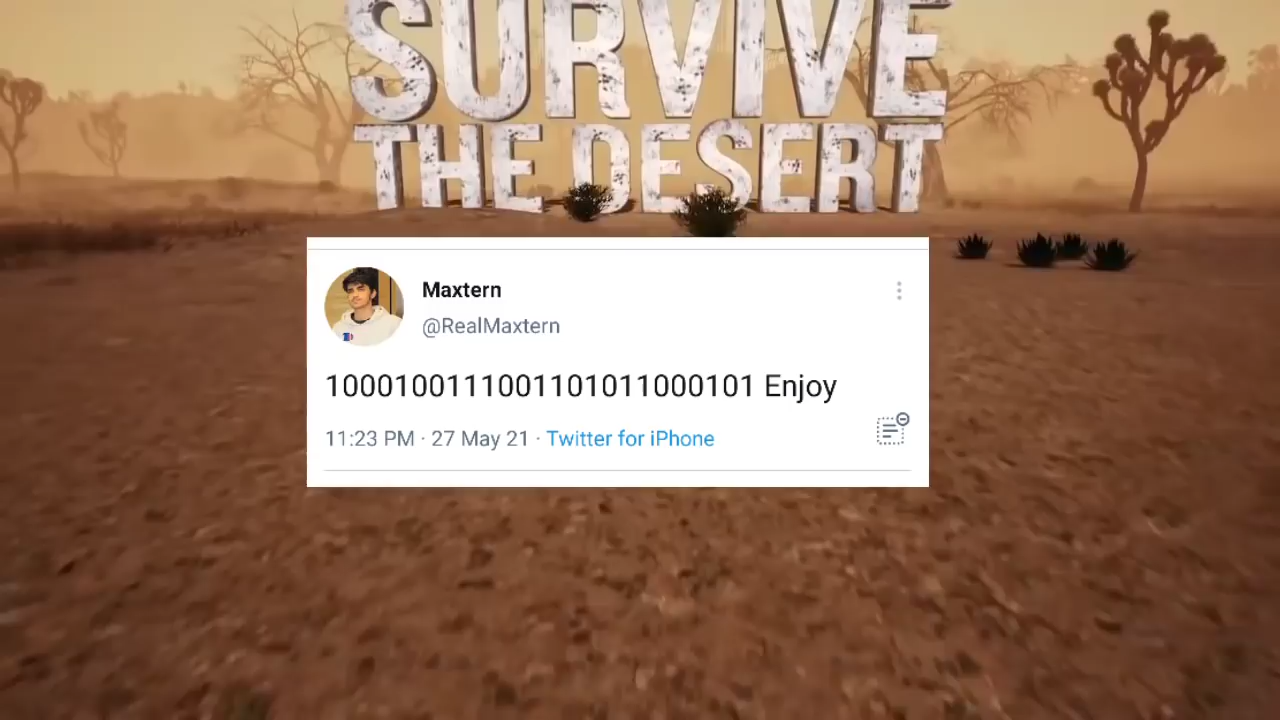 SURVIVE
THE DESERT
Maxtern
@RealMaxtern
1000100111001101011000101 Enjoy
11:23 PM · 27 May 21 · Twitter for iPhone